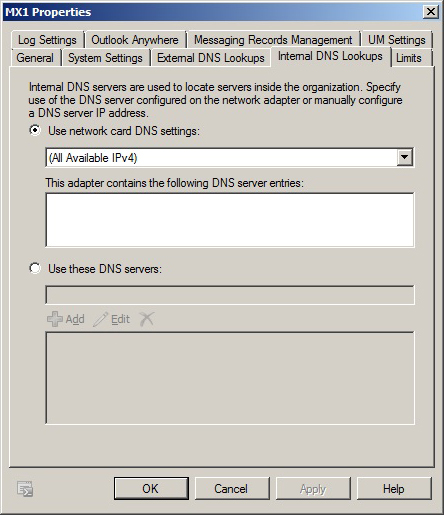 MX1 Properties
Log Settings Outlook Anywhere Messaging Records Management UM Settings
General System Settings External DNS Lookups Internal DNS Lookups Limits
Internal DNS servers are used to locate servers inside the organization. Specify
use of the DNS server configured on the network adapter or manually configure
a DNS server IP address.
Use network card DNS settings:
(All Available IPv4)
This adapter contains the following DNS server entries:
Use these DNS servers:
Add Edit
OK Cancel Apply Help